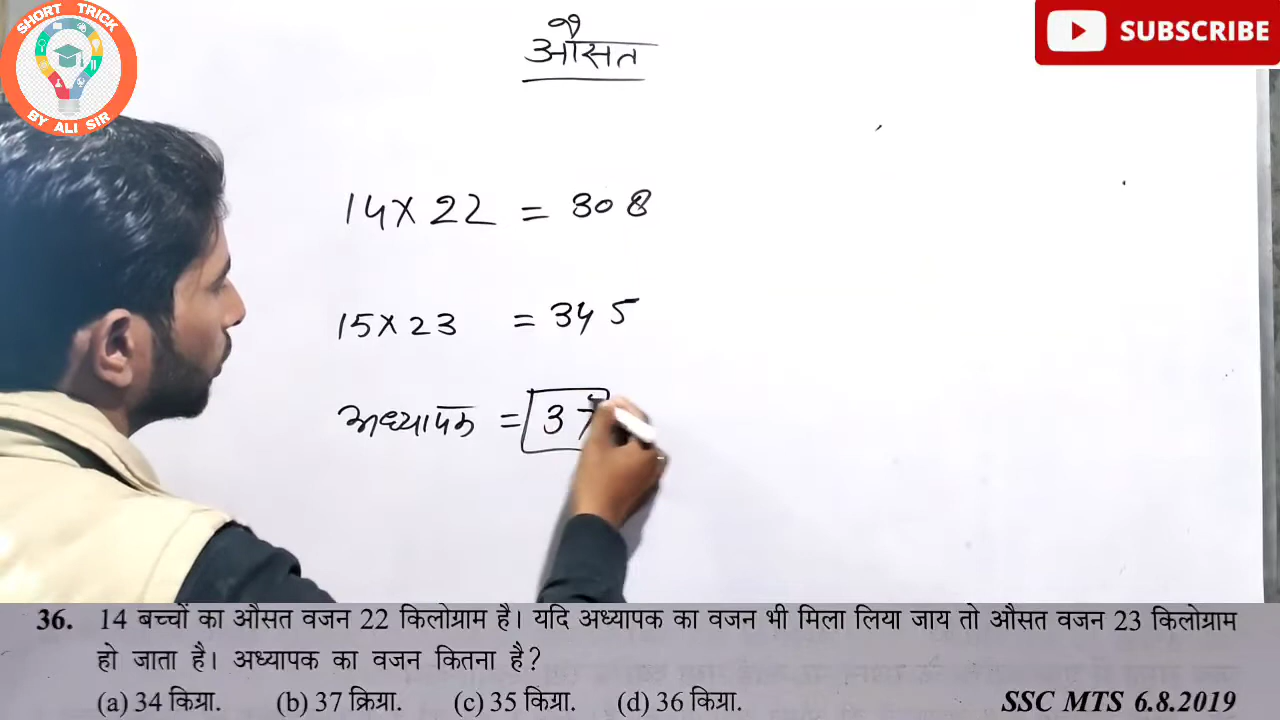 SHORT TRICK
BY ALI SIR
SUBSCRIBE
औसत
14 × 22 = 308
15 × 23 = 345
अध्यापक = 37
36. 14 बच्चों का औसत वजन 22 किलोग्राम है। यदि अध्यापक का वजन भी मिला लिया जाय तो औसत वजन 23 किलोग्राम
हो जाता है। अध्यापक का वजन कितना है?
(a) 34 किग्रा. (b) 37 क्रिग्रा. (c) 35 किग्रा. (d) 36 किग्रा. SSC MTS 6.8.2019